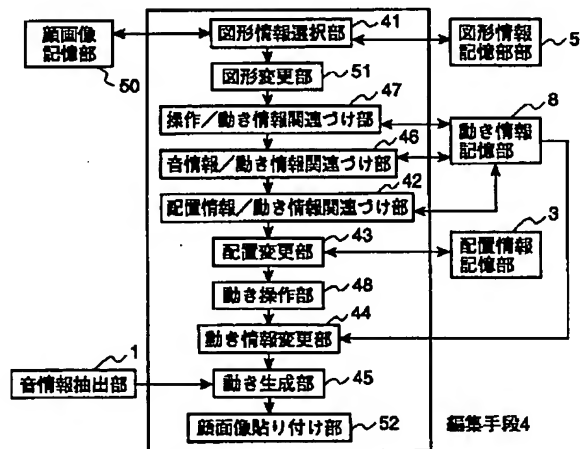 顔画像
記憶部
50
図形情報選択部
41
図形情報
記憶部部
5
図形変更部
51
操作/動き情報関連づけ部
47
動き情報
記憶部
8
音情報/動き情報関連づけ部
46
配置情報/動き情報関連づけ部
42
配置変更部
43
配置情報
記憶部
3
動き操作部
48
動き情報変更部
44
音情報抽出部
1
動き生成部
45
顔画像貼り付け部
52
編集手段4